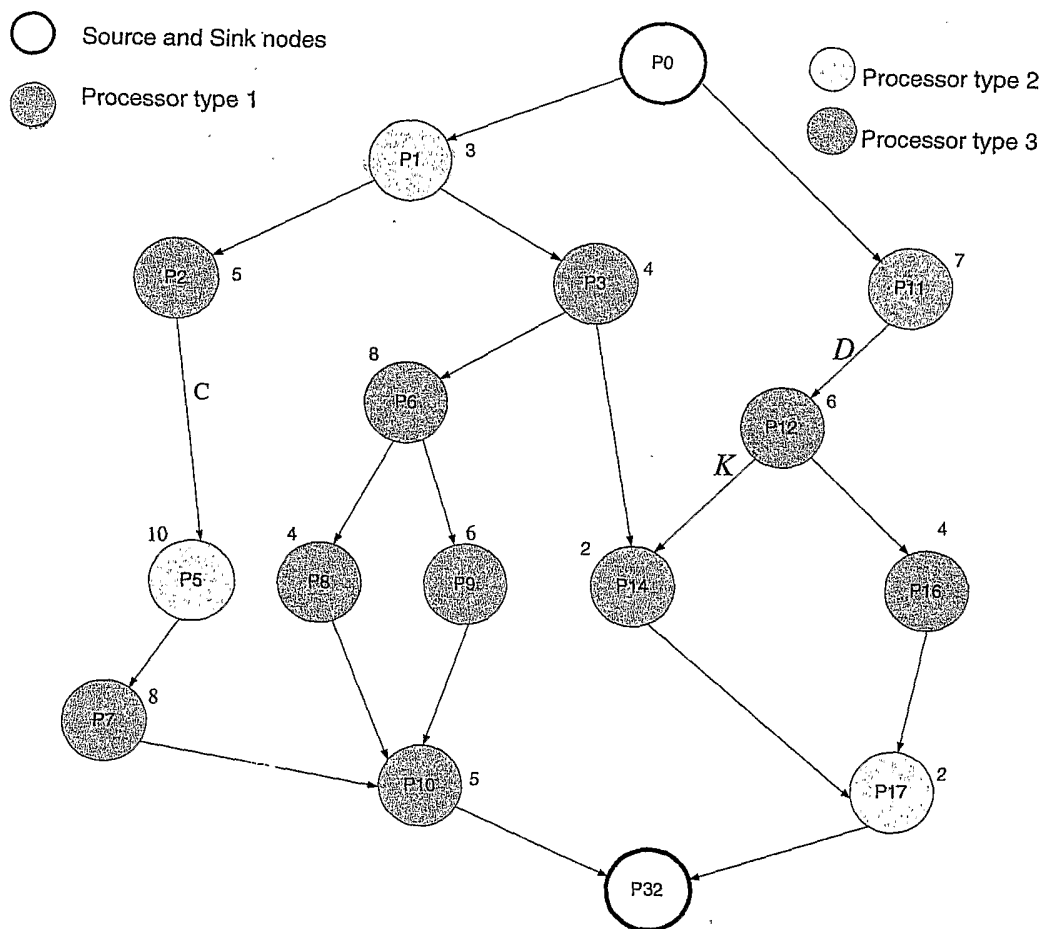 Source and Sink nodes
P0
Processor type 2
Processor type 1
Processor type 3
P1
3
P2
5
P3
4
P11
7
D
C
8
P6
6
P12
K
10
P5
4
P8
6
P9
2
P14
4
P16
P7
8
P10
5
P17
2
P32